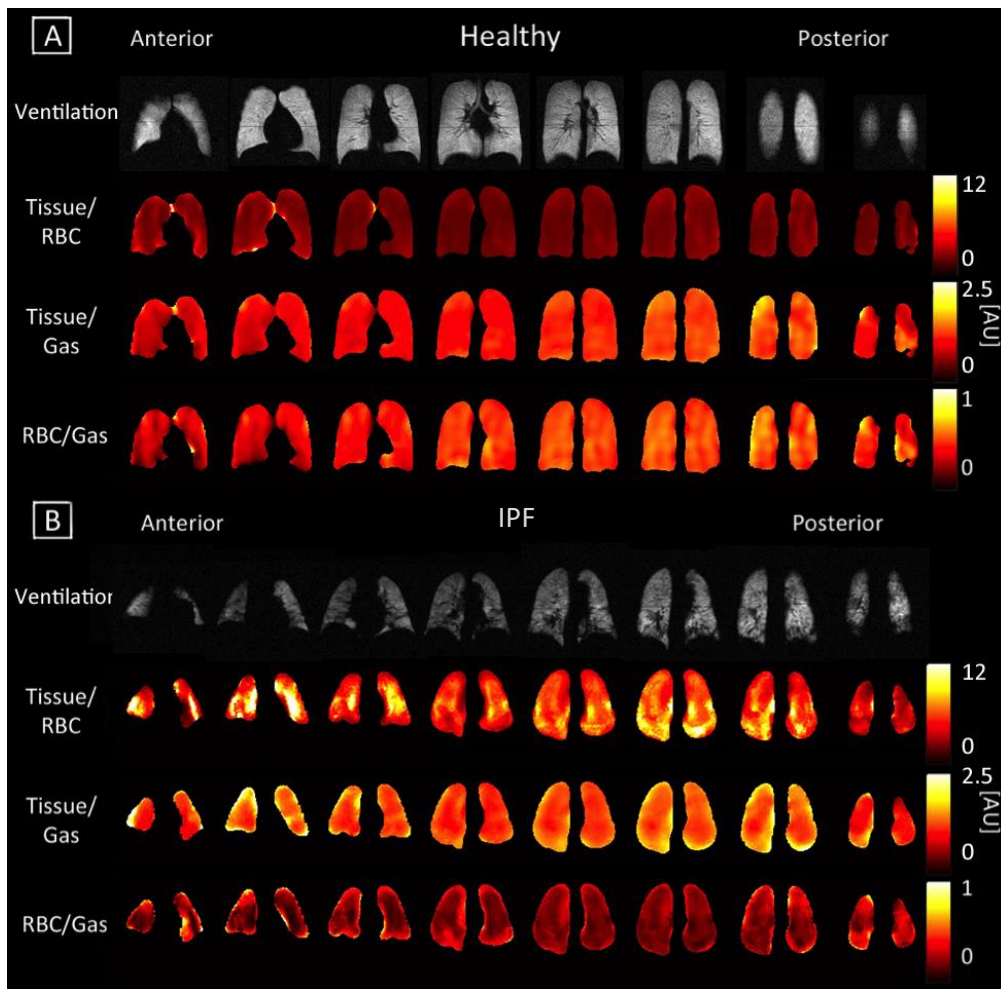 A
Anterior
Healthy
Posterior
Ventilation
Tissue/
RBC
12
0
Tissue/
Gas
2.5
0
[AU]
RBC/Gas
1
0
B
Anterior
IPF
Posterior
Ventilation
Tissue/
RBC
12
0
Tissue/
Gas
2.5
0
[AU]
RBC/Gas
1
0